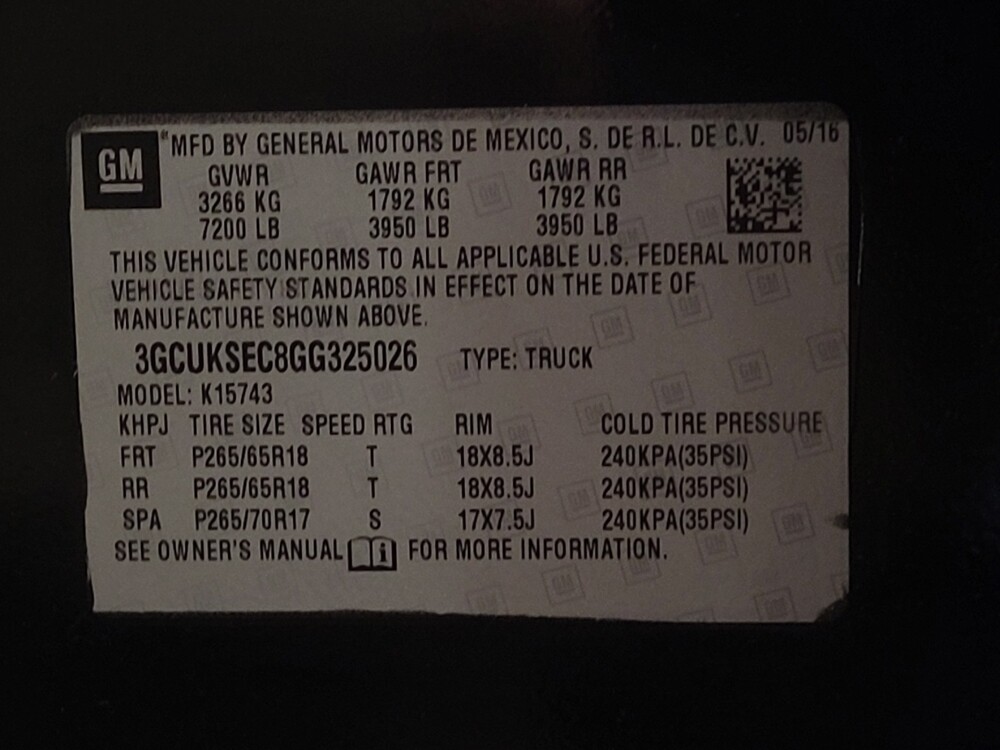 GM
MFD BY GENERAL MOTORS DE MEXICO, S. DE R.L. DE C.V. 05/16
GVWR GAWR FRT GAWR RR
3266 KG 1792 KG 1792 KG
7200 LB 3950 LB 3950 LB
THIS VEHICLE CONFORMS TO ALL APPLICABLE U.S. FEDERAL MOTOR
VEHICLE SAFETY STANDARDS IN EFFECT ON THE DATE OF
MANUFACTURE SHOWN ABOVE.
3GCUKSEC8GG325026 TYPE: TRUCK
MODEL: K15743
KHPJ TIRE SIZE SPEED RTG RIM COLD TIRE PRESSURE
FRT P265/65R18 T 18X8.5J 240KPA(35PSI)
RR P265/65R18 T 18X8.5J 240KPA(35PSI)
SPA P265/70R17 S 17X7.5J 240KPA(35PSI)
SEE OWNER'S MANUAL FOR MORE INFORMATION.